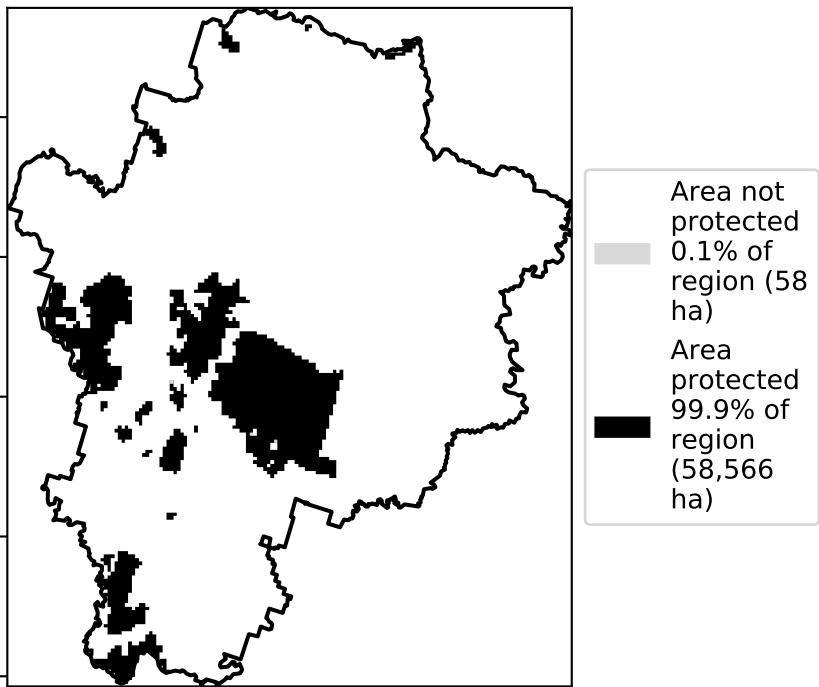 Area not
protected
0.1% of
region (58
ha)
Area
protected
99.9% of
region
(58,566
ha)